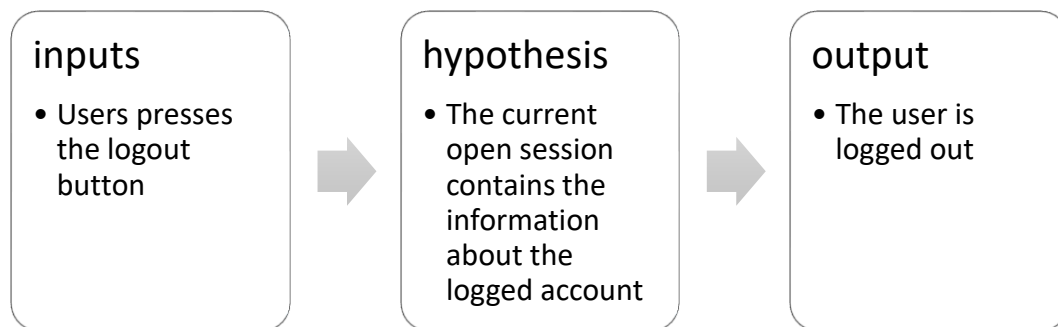 inputs
• Users presses
the logout
button
hypothesis
• The current
open session
contains the
information
about the
logged account
output
• The user is
logged out